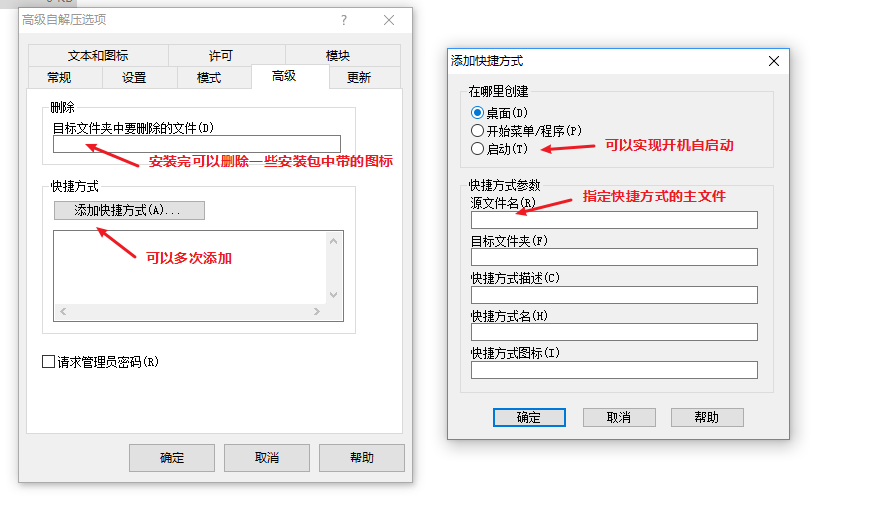 高级自解压选项
?
文本和图标 许可 模块
常规 设置 模式 高级 更新
删除
目标文件夹中要删除的文件(D)
安装完可以删除一些安装包中带的图标
快捷方式
添加快捷方式(A)...
可以多次添加
请求管理员密码(R)
确定 取消 帮助
添加快捷方式
在哪里创建
桌面(D)
开始菜单/程序(P)
启动(T)
可以实现开机自启动
快捷方式参数
源文件名(R)
指定快捷方式的主文件
目标文件夹(F)
快捷方式描述(C)
快捷方式名(H)
快捷方式图标(I)
确定 取消 帮助